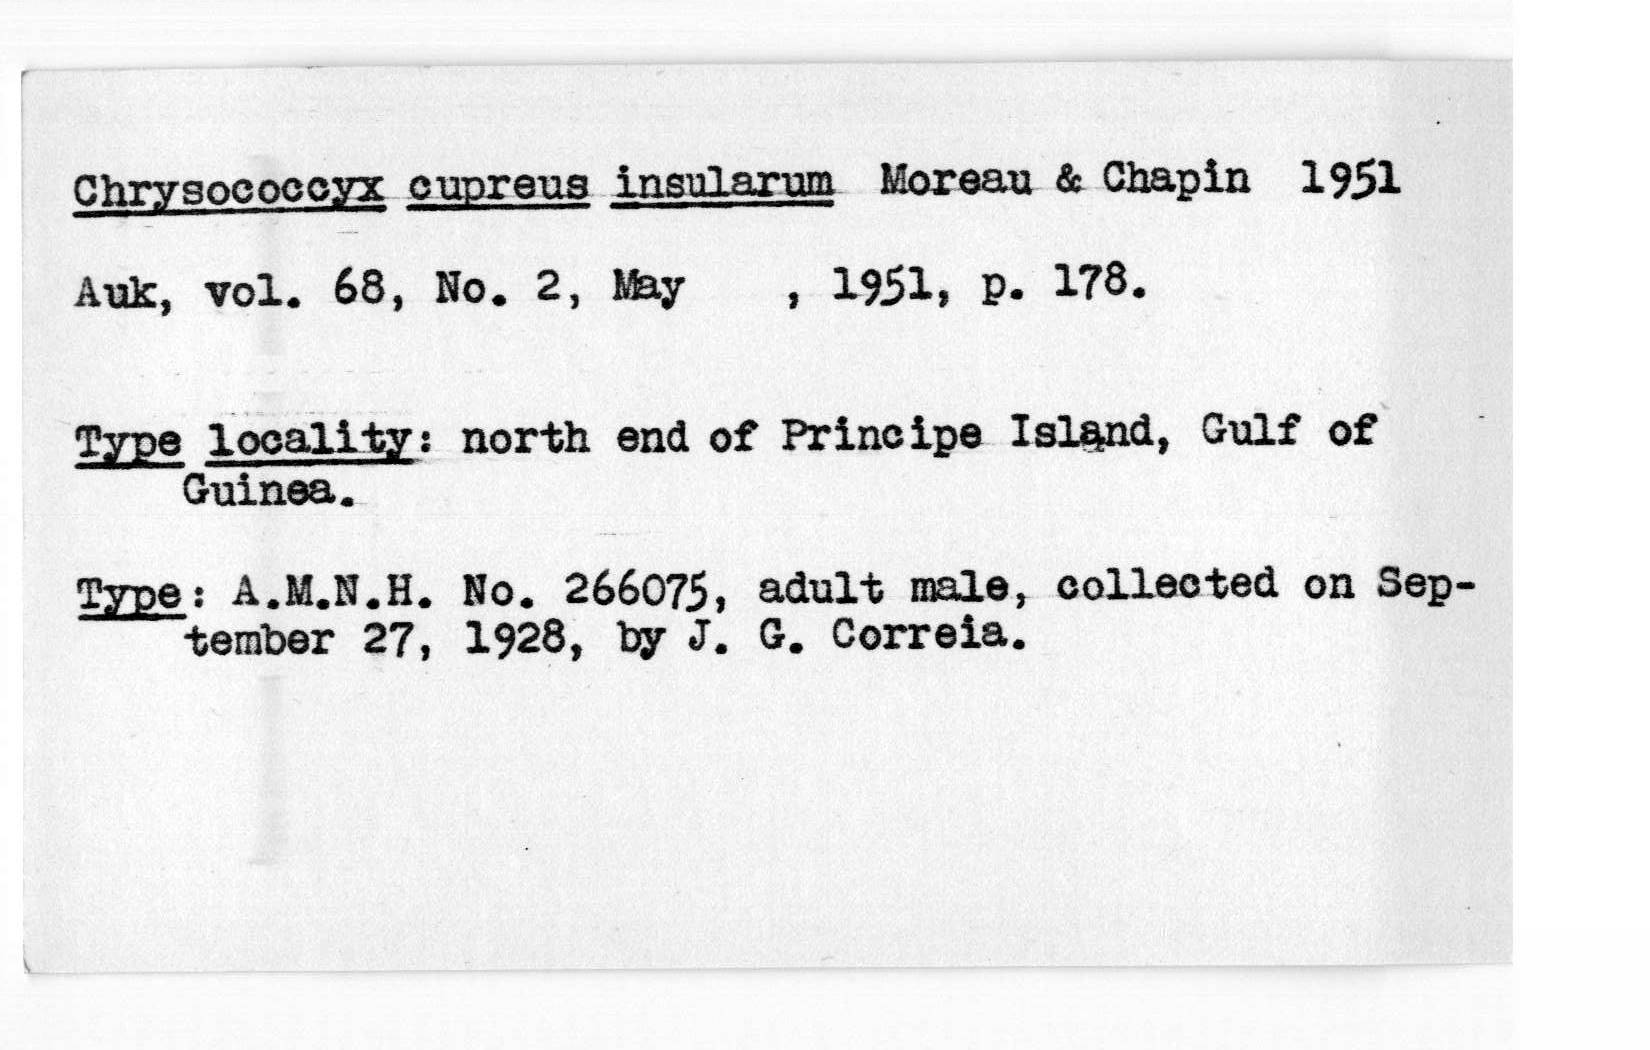 Chrysococcyx cupreus insularum Moreau & Chapin 1951
Auk, vol. 68, No. 2, May , 1951, p. 178.
Type locality: north end of Principe Island, Gulf of
Guinea.
Type: A.M.N.H. No. 266075, adult male, collected on Sep-
tember 27, 1928, by J. G. Correia.